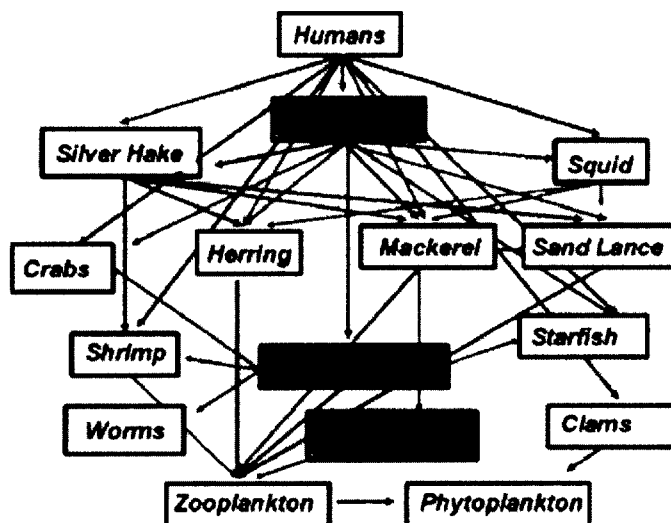 Humans
Silver Hake
Squid
Crabs
Herring
Mackerel
Sand Lance
Shrimp
Starfish
Worms
Clams
Zooplankton
Phytoplankton